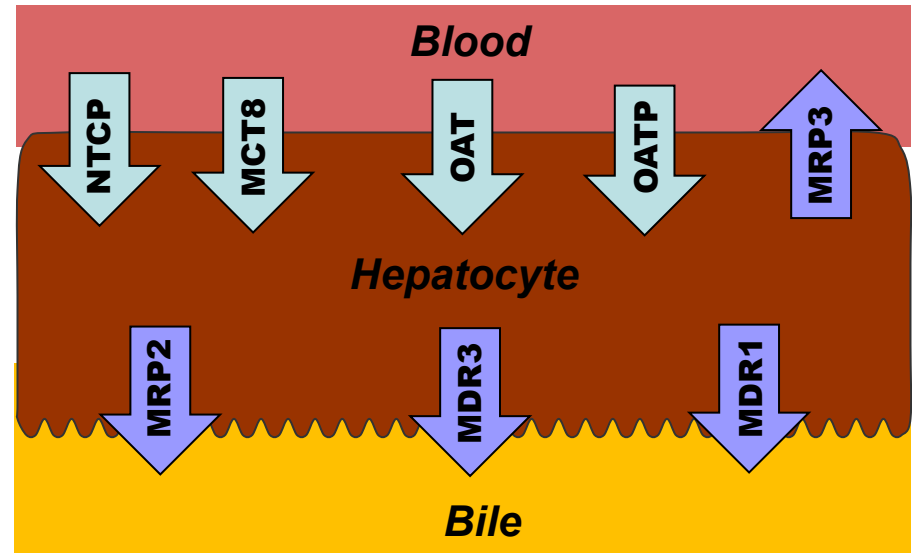 Blood
NTCP
MCT8
OAT
OATP
MRP3
Hepatocyte
MRP2
MDR3
MDR1
Bile